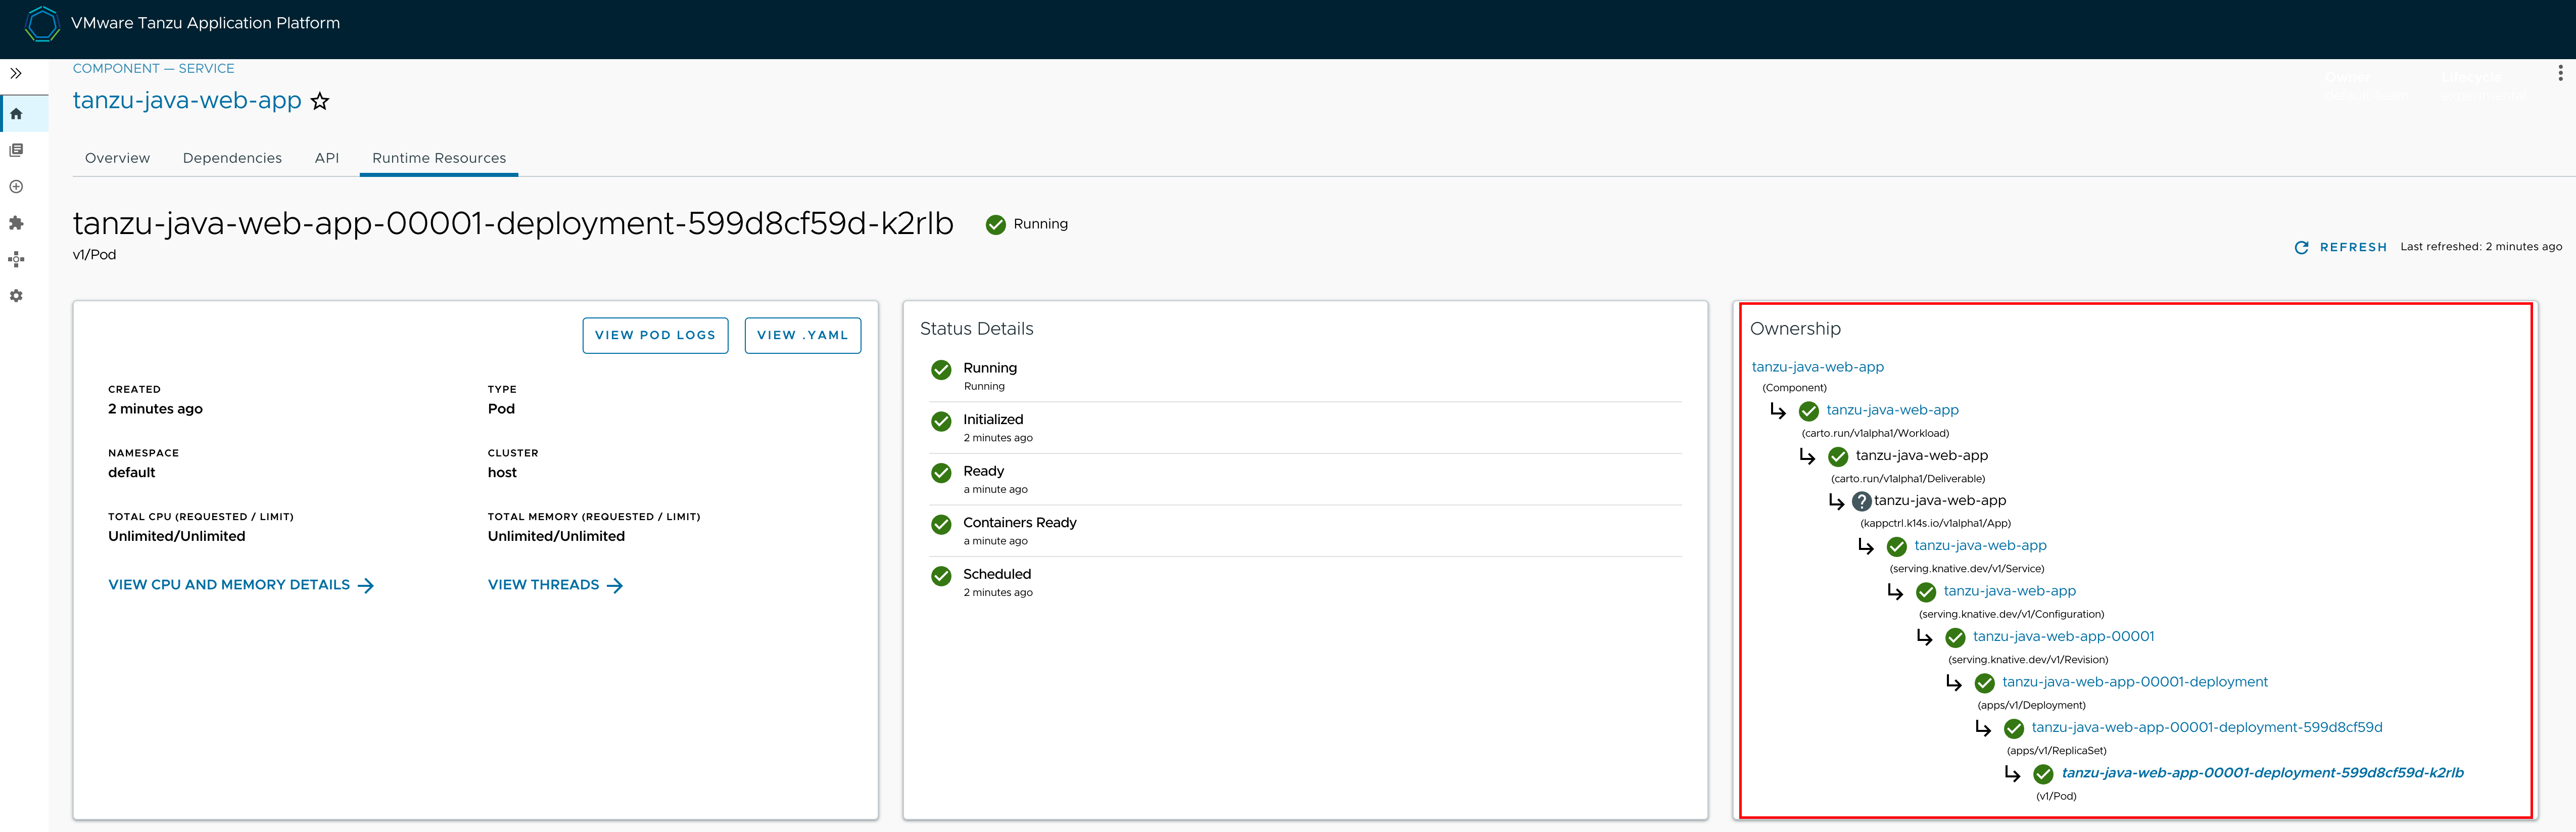 VMware Tanzu Application Platform
COMPONENT — SERVICE
tanzu-java-web-app
Overview
Dependencies
API
Runtime Resources
tanzu-java-web-app-00001-deployment-599d8cf59d-k2rlb
Running
v1/Pod
REFRESH
Last refreshed: 2 minutes ago
VIEW POD LOGS
VIEW .YAML
CREATED
2 minutes ago
TYPE
Pod
NAMESPACE
default
CLUSTER
host
TOTAL CPU (REQUESTED / LIMIT)
Unlimited/Unlimited
TOTAL MEMORY (REQUESTED / LIMIT)
Unlimited/Unlimited
VIEW CPU AND MEMORY DETAILS
VIEW THREADS
Status Details
Running
Running
Initialized
2 minutes ago
Ready
a minute ago
Containers Ready
a minute ago
Scheduled
2 minutes ago
Ownership
tanzu-java-web-app
(Component)
tanzu-java-web-app
(carto.run/v1alpha1/Workload)
tanzu-java-web-app
(carto.run/v1alpha1/Deliverable)
tanzu-java-web-app
(kappctrl.k14s.io/v1alpha1/App)
tanzu-java-web-app
(serving.knative.dev/v1/Service)
tanzu-java-web-app
(serving.knative.dev/v1/Configuration)
tanzu-java-web-app-00001
(serving.knative.dev/v1/Revision)
tanzu-java-web-app-00001-deployment
(apps/v1/Deployment)
tanzu-java-web-app-00001-deployment-599d8cf59d
(apps/v1/ReplicaSet)
tanzu-java-web-app-00001-deployment-599d8cf59d-k2rlb
(v1/Pod)